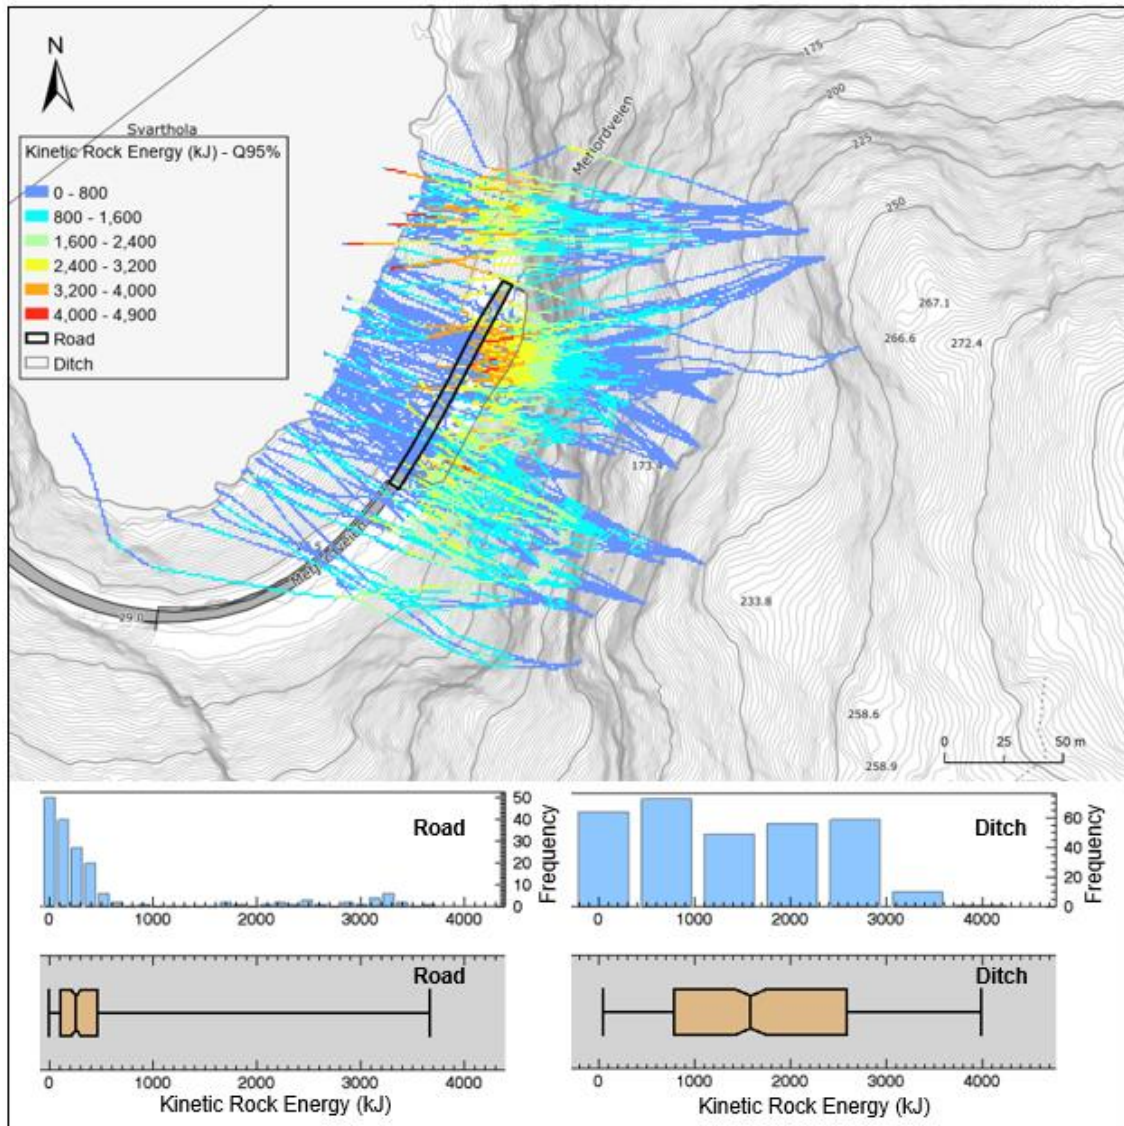 N
Svarthola
Kinetic Rock Energy (kJ) - Q95%
0 - 800
800 - 1,600
1,600 - 2,400
2,400 - 3,200
3,200 - 4,000
4,000 - 4,900
Road
Ditch
175
200
225
250
267.1
266.6
272.4
173.4
233.8
29.0
258.6
258.9
0 25 50 m
Road
50
40
30
20
10
0
Frequency
0 1000 2000 3000 4000
Ditch
60
40
20
0
Frequency
0 1000 2000 3000 4000
Road
0 1000 2000 3000 4000
Kinetic Rock Energy (kJ)
Ditch
0 1000 2000 3000 4000
Kinetic Rock Energy (kJ)